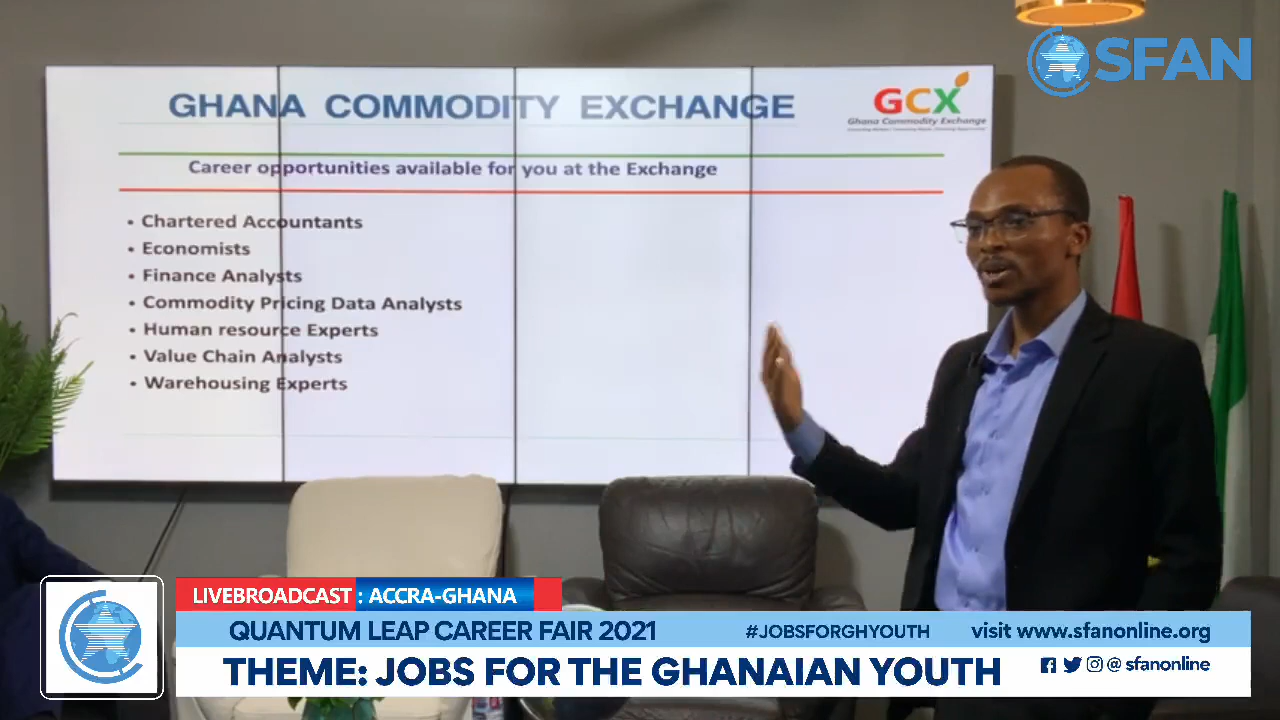 SFAN
GHANA COMMODITY EXCHANGE
GCX
Ghana Commodity Exchange
Career opportunities available for you at the Exchange
• Chartered Accountants
• Economists
• Finance Analysts
• Commodity Pricing Data Analysts
• Human resource Experts
• Value Chain Analysts
• Warehousing Experts
LIVEBROADCAST : ACCRA-GHANA
QUANTUM LEAP CAREER FAIR 2021 #JOBSFORGHYOUTH visit www.sfanonline.org
THEME: JOBS FOR THE GHANAIAN YOUTH @ sfanonline